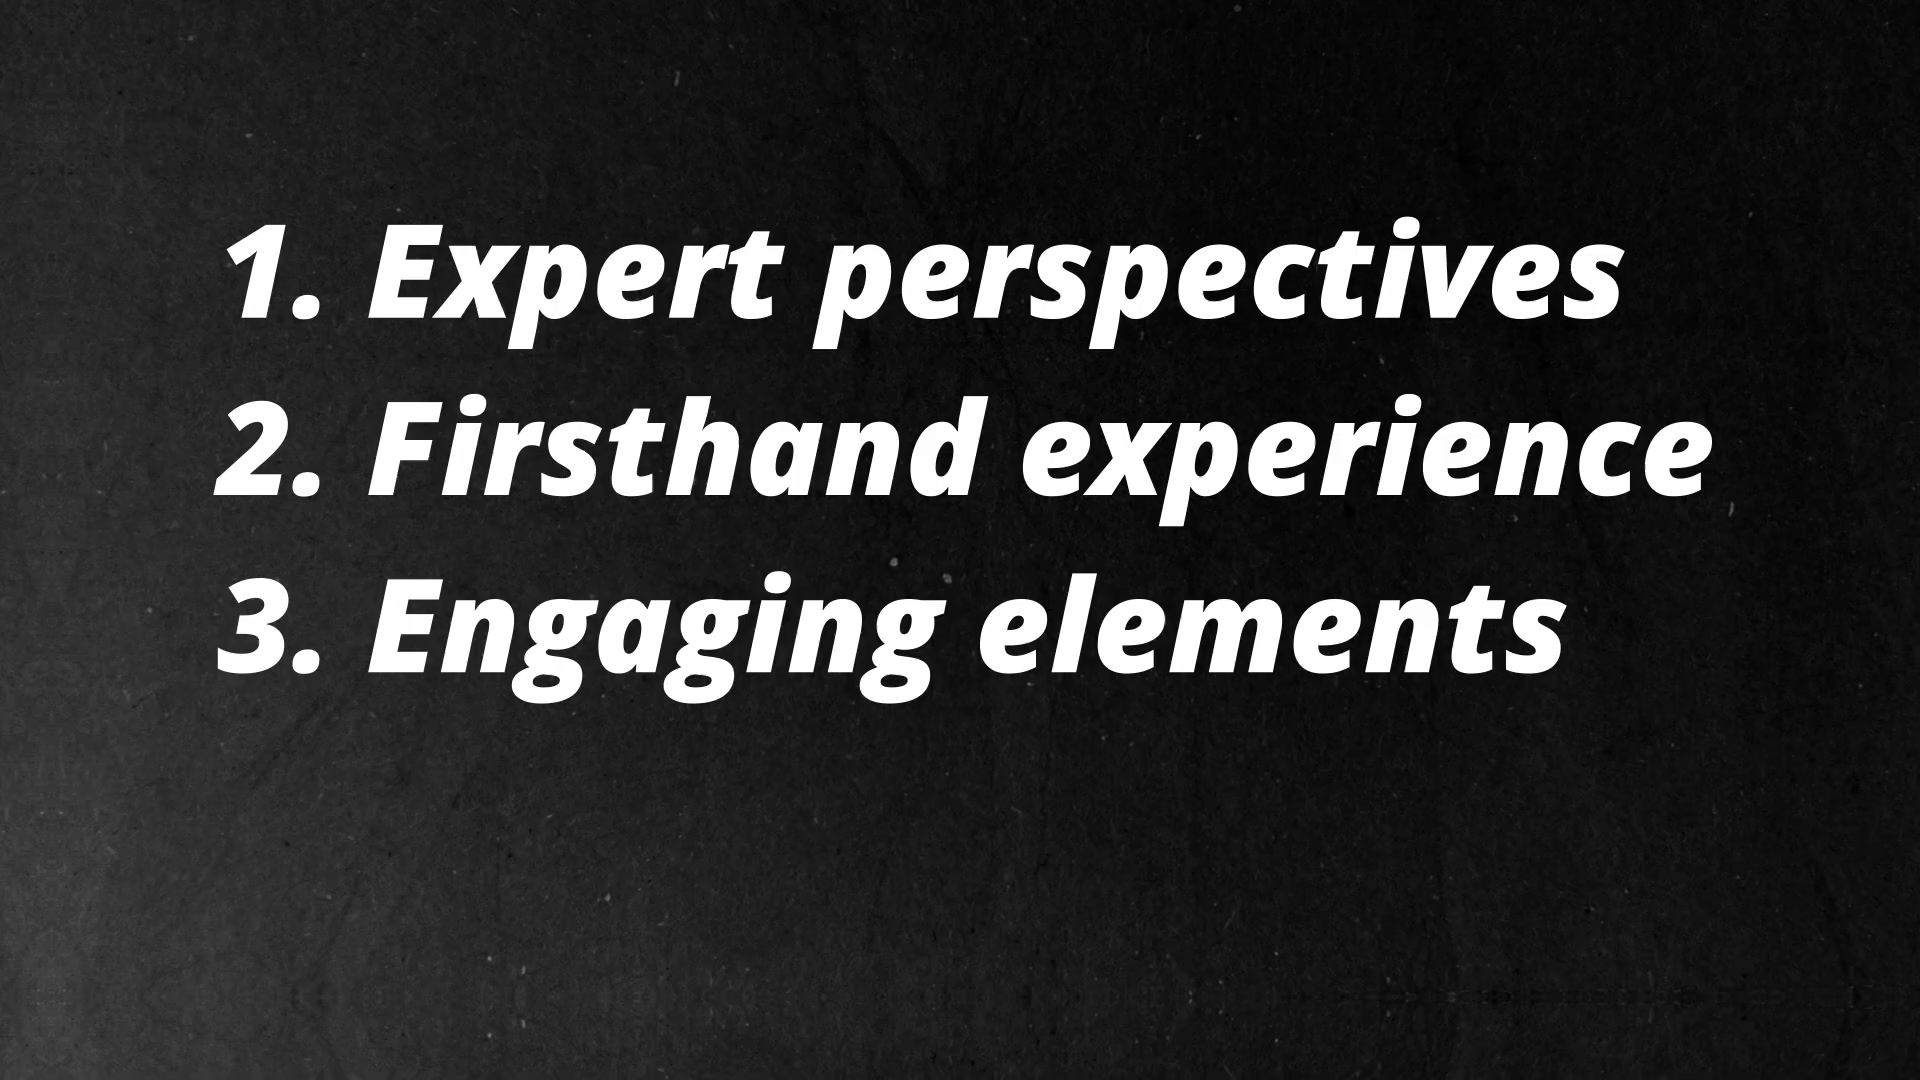 1. Expert perspectives
2. Firsthand experience
3. Engaging elements